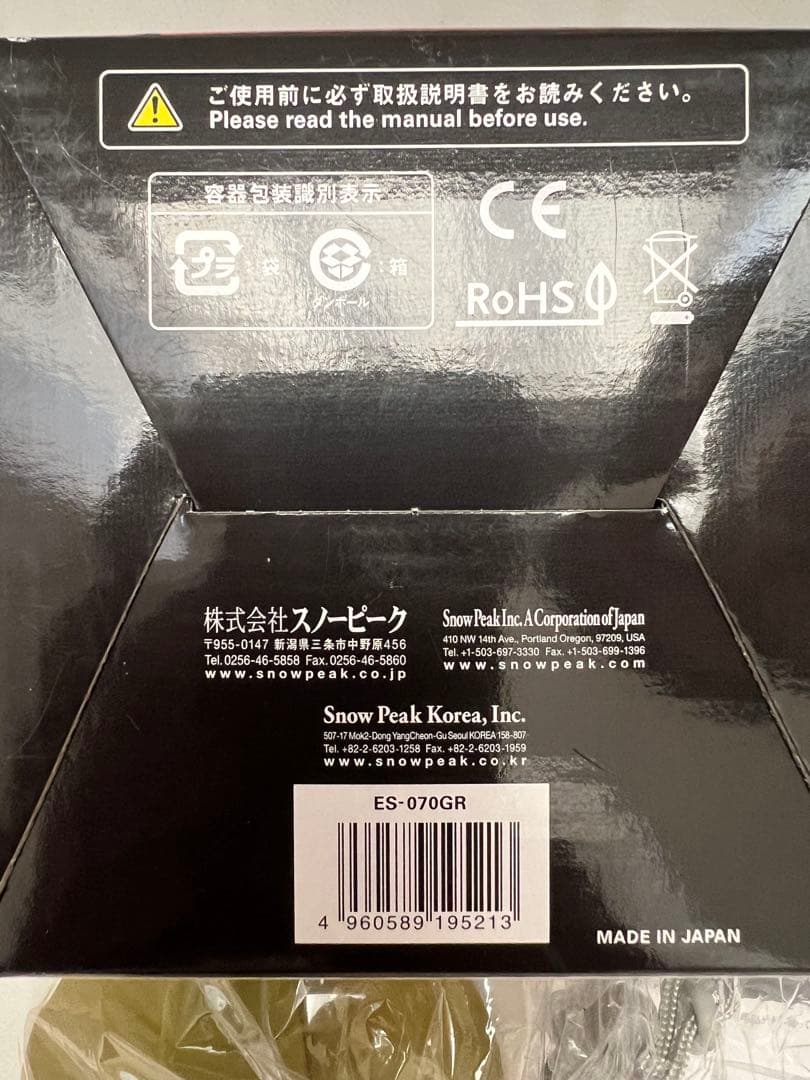 ご使用前に必ず取扱説明書をお読みください。
Please read the manual before use.
容器包装識別表示
プラ : 袋
ダンボール : 箱
CE
RoHS
株式会社スノーピーク
〒955-0147 新潟県三条市中野原456
Tel. 0256-46-5858 Fax. 0256-46-5860
www.snowpeak.co.jp
Snow Peak Inc. A Corporation of Japan
410 NW 14th Ave., Portland Oregon, 97209, USA
Tel. +1-503-697-3330 Fax. +1-503-699-1396
www.snowpeak.com
Snow Peak Korea, Inc.
507-17 Mok2-Dong YangCheon-Gu Seoul KOREA 158-807
Tel. +82-2-6203-1258 Fax. +82-2-6203-1959
www.snowpeak.co.kr
ES-070GR
4 960589 195213
MADE IN JAPAN